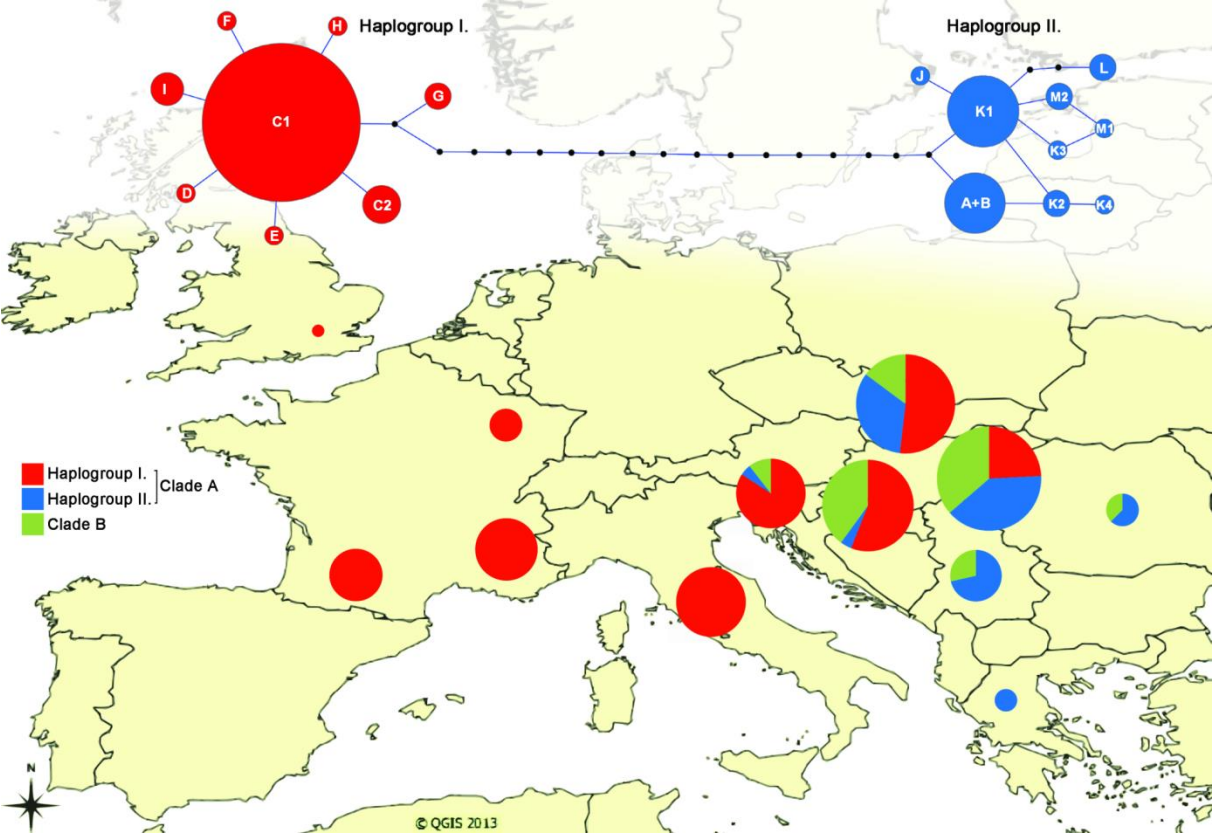 Haplogroup I.
Haplogroup II.
F
H
I
C1
G
D
C2
E
J
K1
L
M2
M1
K3
A+B
K2
K4
Haplogroup I.
Haplogroup II.
Clade A
Clade B
N
© QGIS 2013